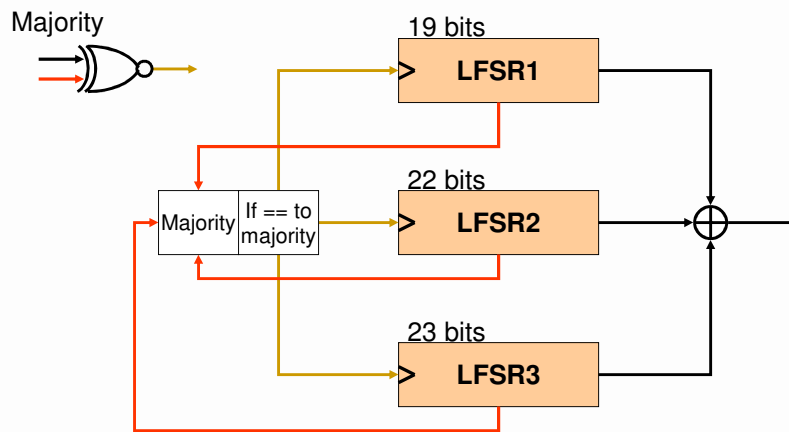 Majority
19 bits
LFSR1
22 bits
Majority
If == to
majority
LFSR2
23 bits
LFSR3